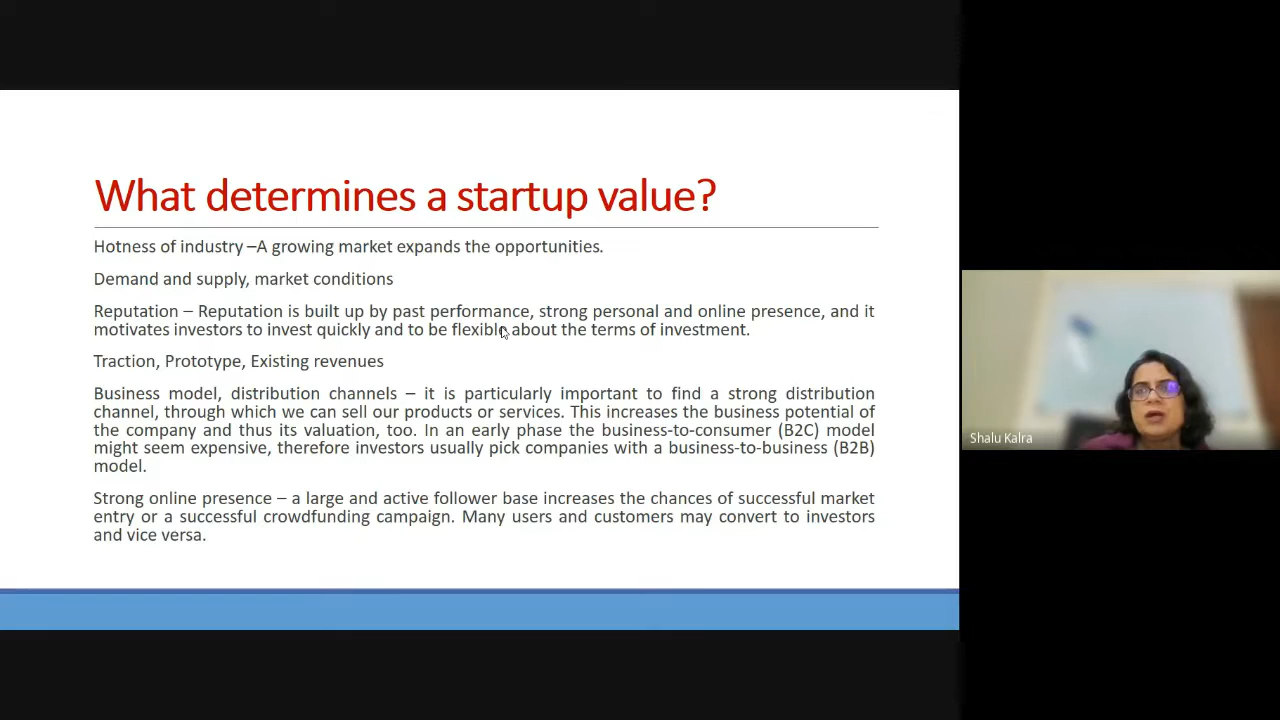 What determines a startup value?
Hotness of industry –A growing market expands the opportunities.
Demand and supply, market conditions
Reputation – Reputation is built up by past performance, strong personal and online presence, and it
motivates investors to invest quickly and to be flexible about the terms of investment.
Traction, Prototype, Existing revenues
Business model, distribution channels – it is particularly important to find a strong distribution
channel, through which we can sell our products or services. This increases the business potential of
the company and thus its valuation, too. In an early phase the business-to-consumer (B2C) model
might seem expensive, therefore investors usually pick companies with a business-to-business (B2B)
model.
Strong online presence – a large and active follower base increases the chances of successful market
entry or a successful crowdfunding campaign. Many users and customers may convert to investors
and vice versa.
Shalu Kalra